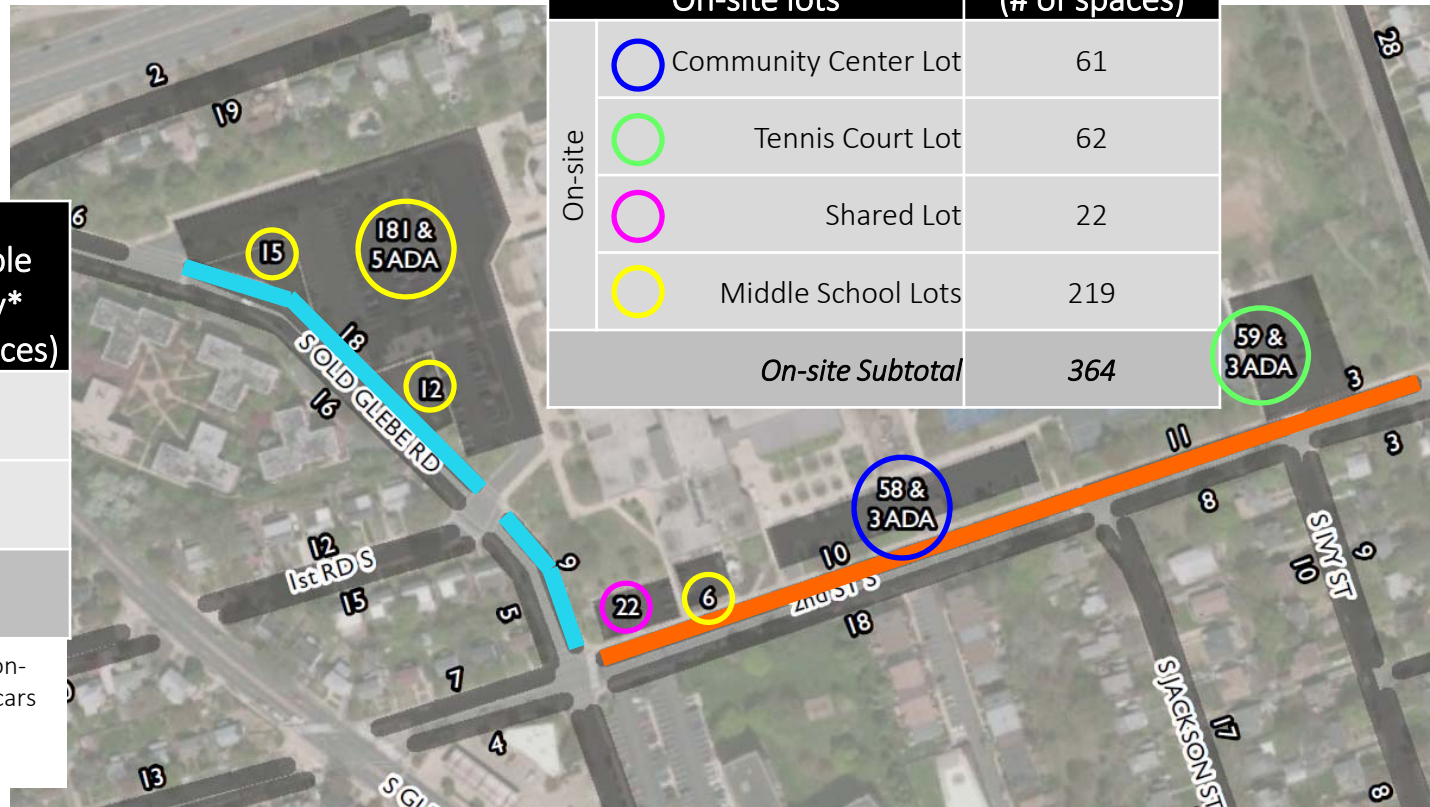 On-site lots
(# of spaces)
On-site
Community Center Lot
61
Tennis Court Lot
62
Shared Lot
22
Middle School Lots
219
On-site Subtotal
364
ces)
cars
2
19
28
6
15
181 &
5 ADA
18
S OLD GLEBE RD
16
12
59 &
3 ADA
3
3
11
8
58 &
3 ADA
10
2nd ST S
18
12
1st RD S
15
9
5
22
6
7
4
13
S IVY ST
9
10
S JACKSON ST
17
8